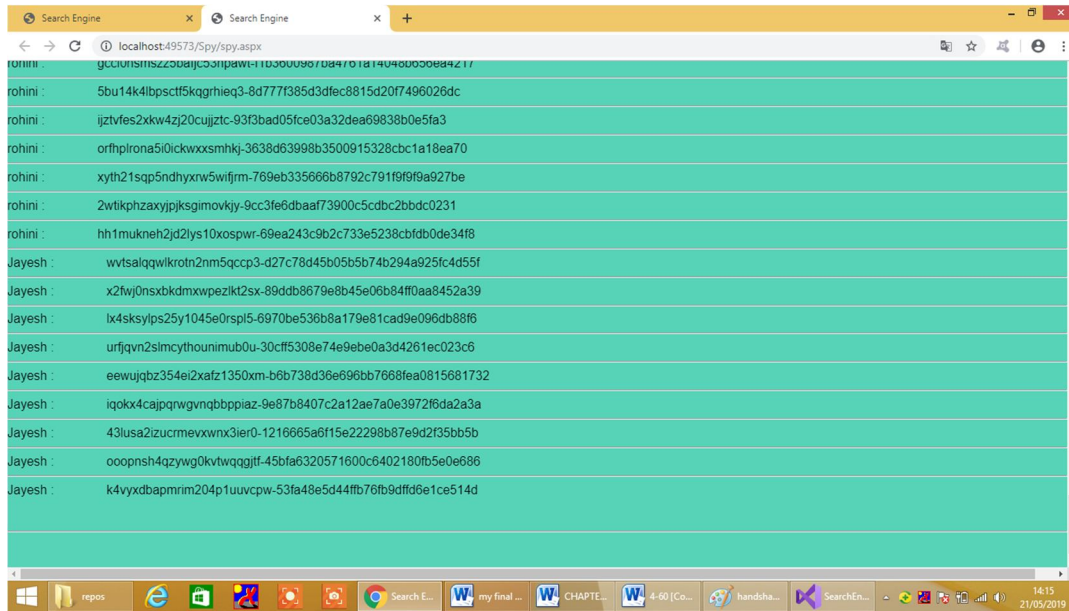 Search Engine
Search Engine
localhost:49573/Spy/spy.aspx
rohini :
rohini : 5bu14k4lbpsctf5kqgrhieq3-8d777f385d3dfec8815d20f7496026dc
rohini : ijztvfes2xkw4zj20cujjztc-93f3bad05fce03a32dea69838b0e5fa3
rohini : orfhplrona5i0ickwxxsmhkj-3638d63998b3500915328cbc1a18ea70
rohini : xyth21sqp5ndhyxrw5wifjrm-769eb335666b8792c791f9f9f9a927be
rohini : 2wtikphzaxyjpjksgimovkjy-9cc3fe6dbaaf73900c5cdbc2bbdc0231
rohini : hh1mukneh2jd2lys10xospwr-69ea243c9b2c733e5238cbfdb0de34f8
Jayesh : wvtsalqqwlkrotn2nm5qccp3-d27c78d45b05b5b74b294a925fc4d55f
Jayesh : x2fwj0nsxbkdmxwpezlkt2sx-89ddb8679e8b45e06b84ff0aa8452a39
Jayesh : lx4sksylps25y1045e0rspl5-6970be536b8a179e81cad9e096db88f6
Jayesh : urfjqvn2slmcythounimub0u-30cff5308e74e9ebe0a3d4261ec023c6
Jayesh : eewujqbz354ei2xafz1350xm-b6b738d36e696bb7668fea0815681732
Jayesh : iqokx4cajpqrwgvnqbbppiaz-9e87b8407c2a12ae7a0e3972f6da2a3a
Jayesh : 43lusa2izucrmevxwnx3ier0-1216665a6f15e22298b87e9d2f35bb5b
Jayesh : ooopnsh4qzywg0kvtwqqgjtf-45bfa6320571600c6402180fb5e0e686
Jayesh : k4vyxdbapmrim204p1uuvcpw-53fa48e5d44ffb76fb9dffd6e1ce514d
repos
Search E...
my final ...
CHAPTE...
4-60 [Co...
handsha...
SearchEn...
14:15
21/05/2019